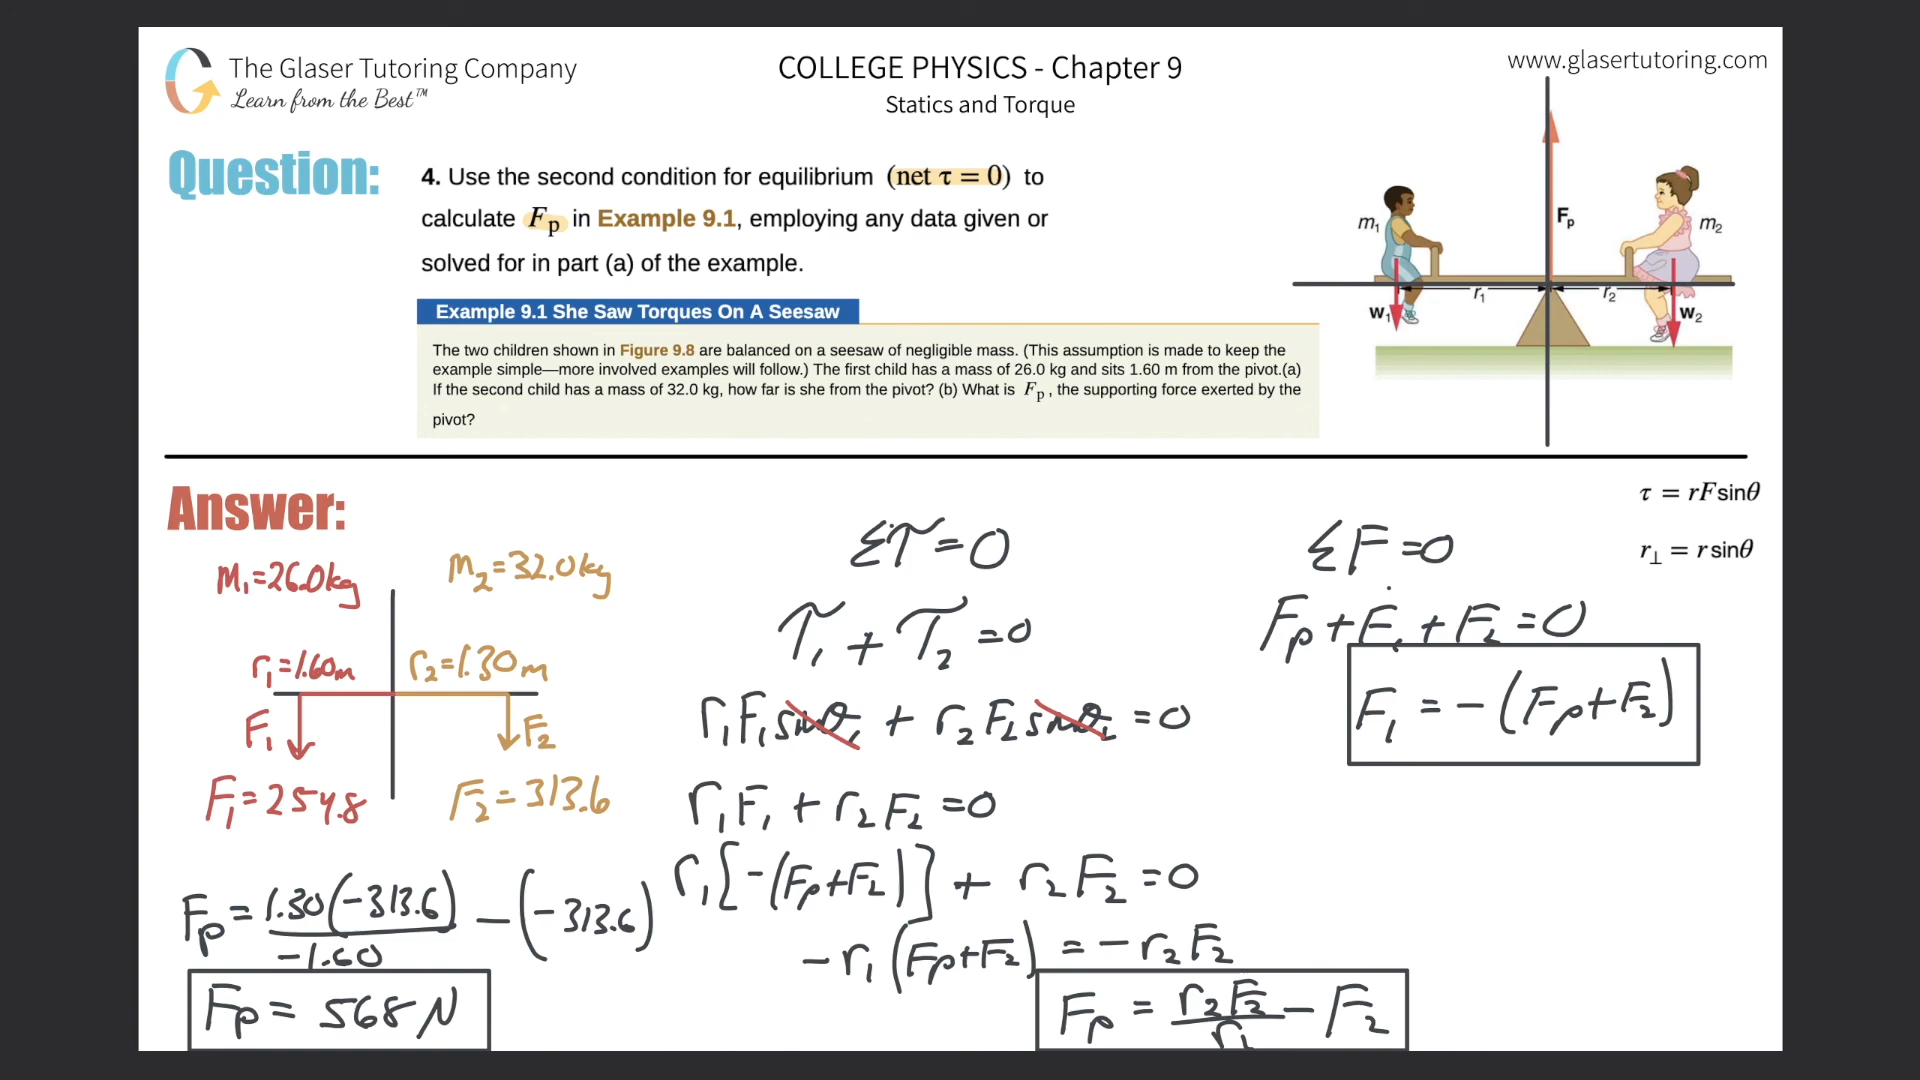 The Glaser Tutoring Company
Learn from the Best™
COLLEGE PHYSICS - Chapter 9
Statics and Torque
www.glasertutoring.com
Question:
4. Use the second condition for equilibrium (net τ = 0) to
calculate Fp in Example 9.1, employing any data given or
solved for in part (a) of the example.
Example 9.1 She Saw Torques On A Seesaw
The two children shown in Figure 9.8 are balanced on a seesaw of negligible mass. (This assumption is made to keep the
example simple—more involved examples will follow.) The first child has a mass of 26.0 kg and sits 1.60 m from the pivot.(a)
If the second child has a mass of 32.0 kg, how far is she from the pivot? (b) What is Fp, the supporting force exerted by the
pivot?
m₁
Fp
m₂
r₁
r₂
w₁
w₂
Answer:
τ = rF sinθ
r⊥ = r sinθ
M₁=26.0kg
M₂=32.0kg
r₁=1.60m
r₂=1.30m
F₁
F₂
F₁=254.8
F₂=313.6
Fp = 1.30(-313.6)/-1.60 - (-313.6)
Fp = 568 N
Στ=0
τ₁ + τ₂ =0
r₁F₁sinθ₁ + r₂F₂sinθ₂ =0
r₁F₁ + r₂F₂ =0
r₁[-(Fp+F₂)] + r₂F₂ =0
-r₁(Fp+F₂) = -r₂F₂
Fp = r₂F₂/r₁ - F₂
ΣF=0
Fp+F₁+F₂=0
F₁ = -(Fp+F₂)